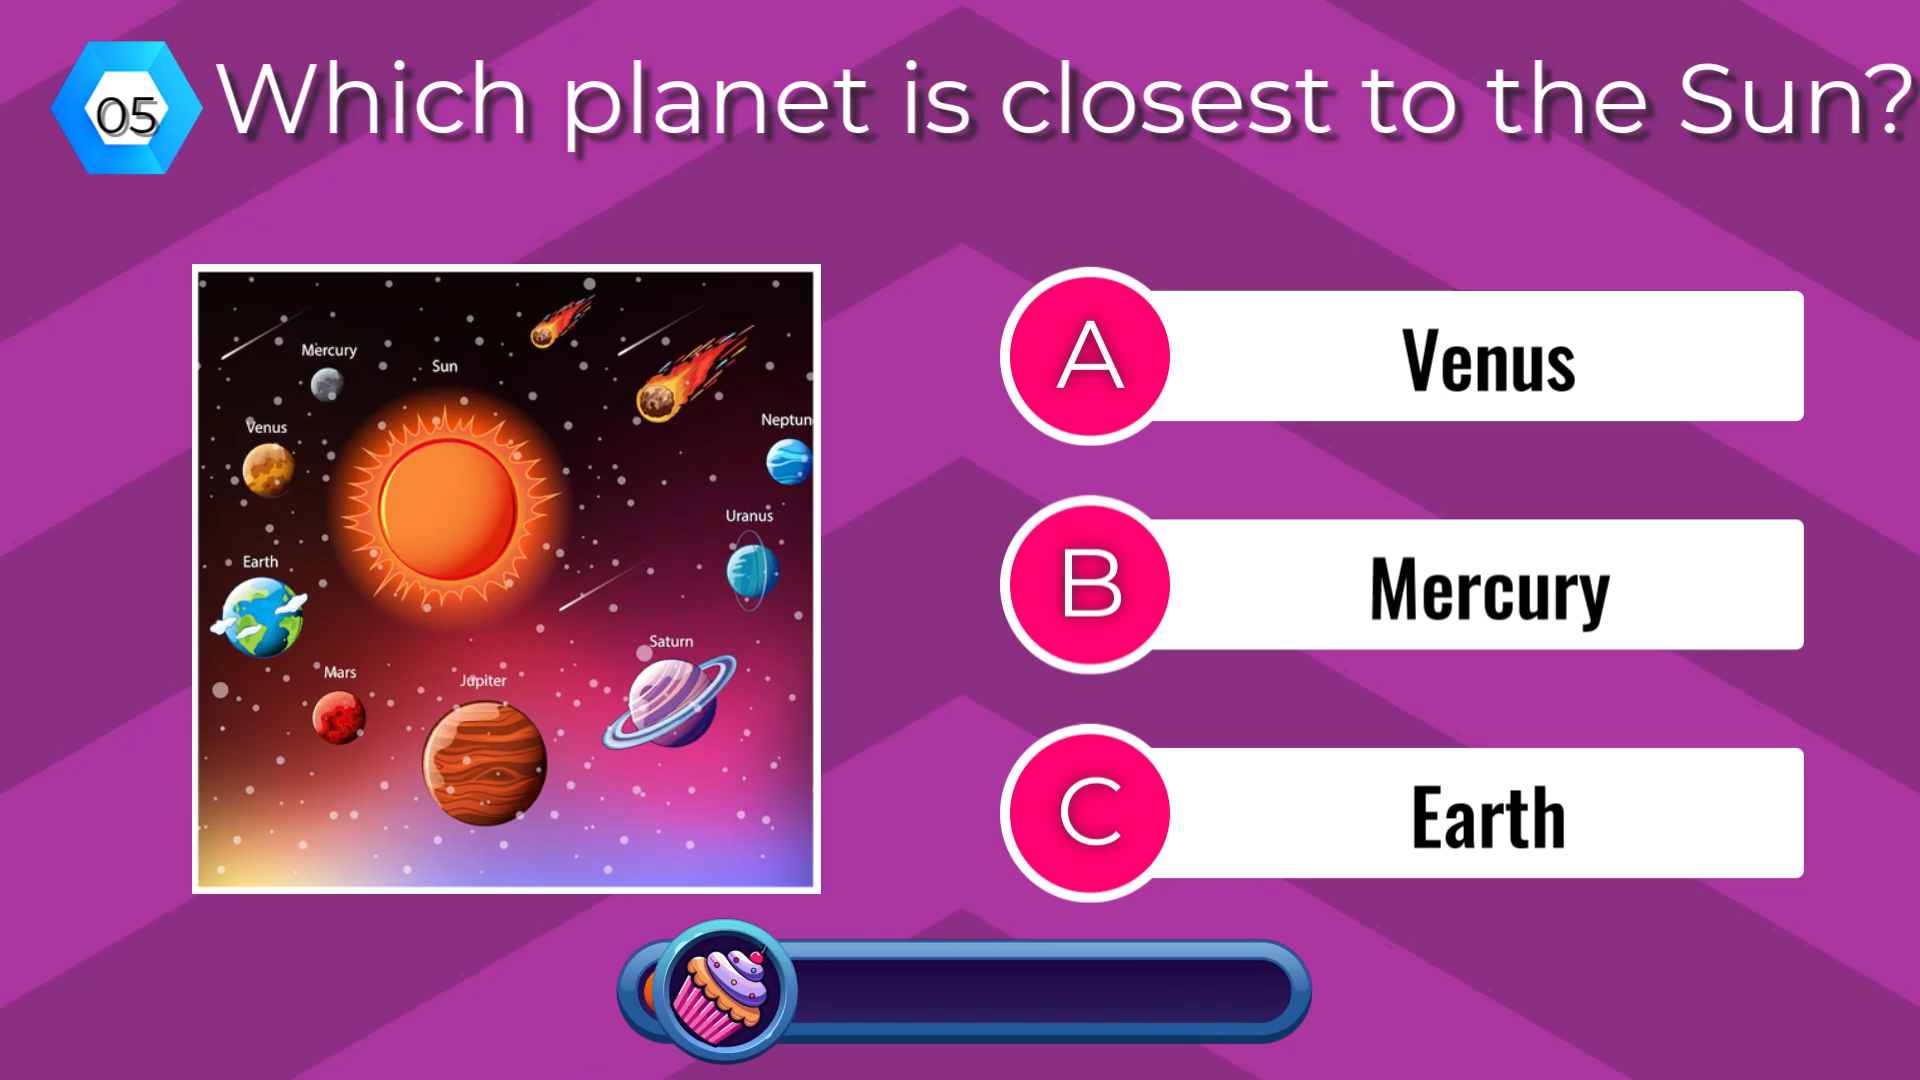 05
Which planet is closest to the Sun?
Mercury
Sun
Venus
Neptun
Uranus
Earth
Saturn
Mars
Jupiter
A
Venus
B
Mercury
C
Earth